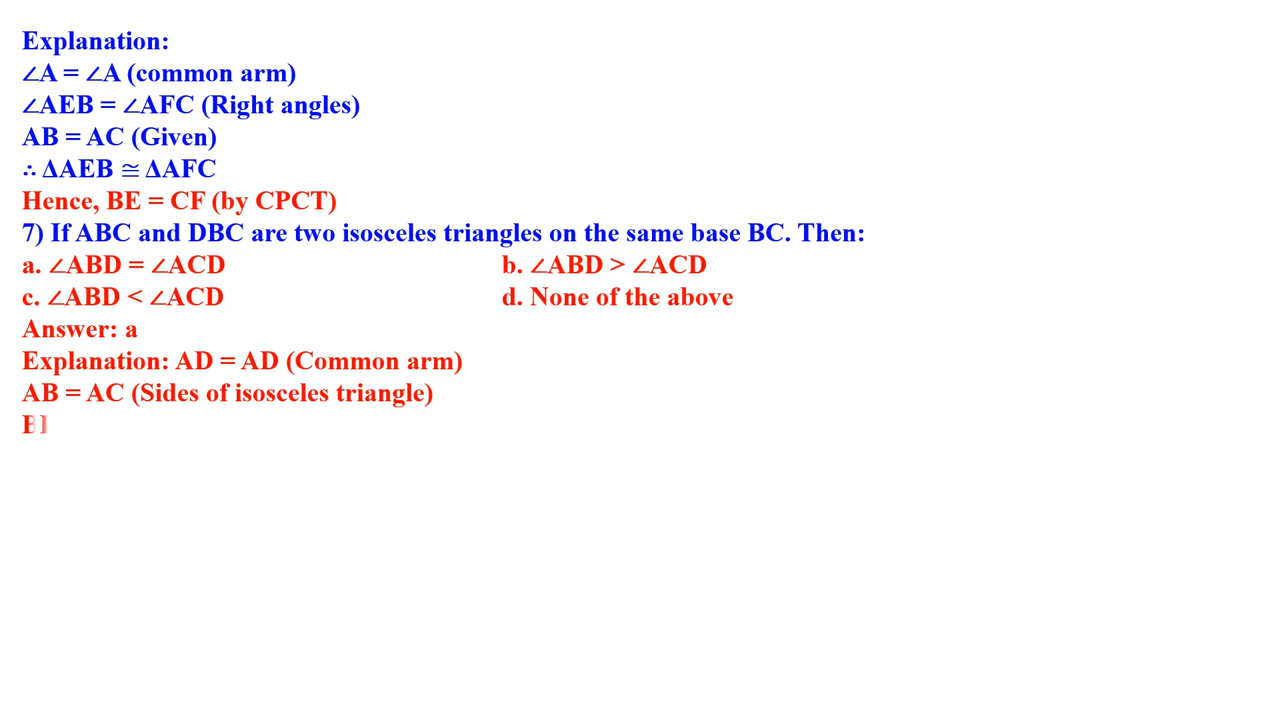 Explanation:
∠A = ∠A (common arm)
∠AEB = ∠AFC (Right angles)
AB = AC (Given)
∴ ΔAEB ≅ ΔAFC
Hence, BE = CF (by CPCT)
7) If ABC and DBC are two isosceles triangles on the same base BC. Then:
a. ∠ABD = ∠ACD b. ∠ABD > ∠ACD
c. ∠ABD < ∠ACD d. None of the above
Answer: a
Explanation: AD = AD (Common arm)
AB = AC (Sides of isosceles triangle)